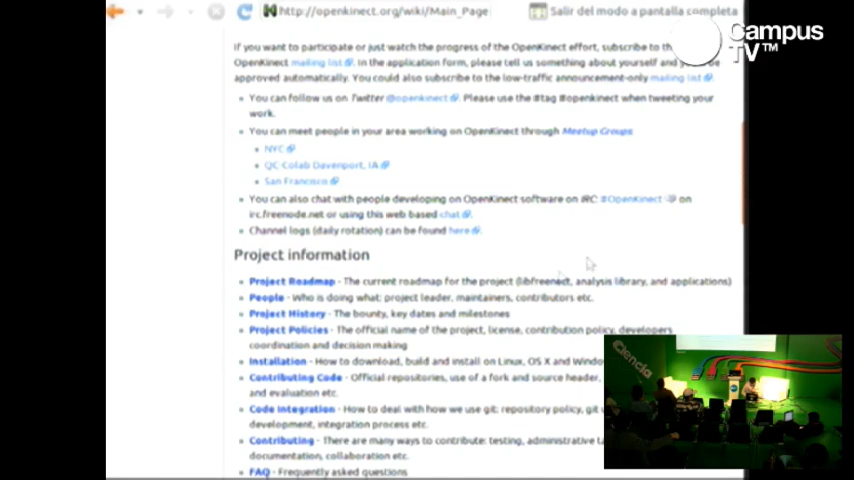 http://openkinect.org/wiki/Main_Page
Salir del modo a pantalla completa
Campus
TV™
If you want to participate or just watch the progress of the OpenKinect effort, subscribe to
OpenKinect mailing list. In the application form, please tell us something about yourself and you be
approved automatically. You could also subscribe to the low-traffic announcement-only mailing list.
You can follow us on Twitter @openkinect. Please use the #tag #openkinect when tweeting your
work.
You can meet people in your area working on OpenKinect through Meetup Groups
NYC
QC-Colab Davenport, IA
San Francisco
You can also chat with people developing on OpenKinect software on IRC: #OpenKinect on
irc.freenode.net or using this web based chat.
Channel logs (daily rotation) can be found here.
Project information
Project Roadmap - The current roadmap for the project (libfreenect, analysis library, and applications)
People - Who is doing what: project leader, maintainers, contributors etc.
Project History - The bounty, key dates and milestones
Project Policies - The official name of the project, license, contribution policy, developers
coordination and decision making
Installation - How to download, build and install on Linux, OS X and Windo
Contributing Code - Official repositories, use of a fork and source header,
and evaluation etc.
Code Integration - How to deal with how we use git: repository policy, git
development, integration process etc.
Contributing - There are many ways to contribute: testing, administrative ta
documentation, collaboration etc.
FAQ - Frequently asked questions
Ciencia